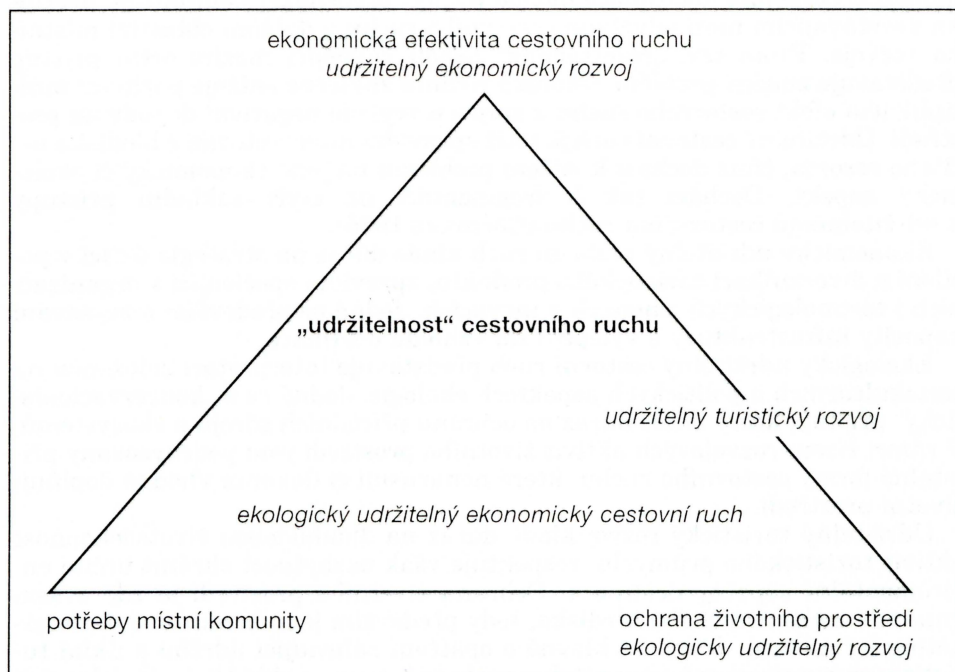 ekonomická efektivita cestovního ruchu
udržitelný ekonomický rozvoj
„udržitelnost“ cestovního ruchu
udržitelný turistický rozvoj
ekologický udržitelný ekonomický cestovní ruch
potřeby místní komunity
ochrana životního prostředí
ekologicky udržitelný rozvoj